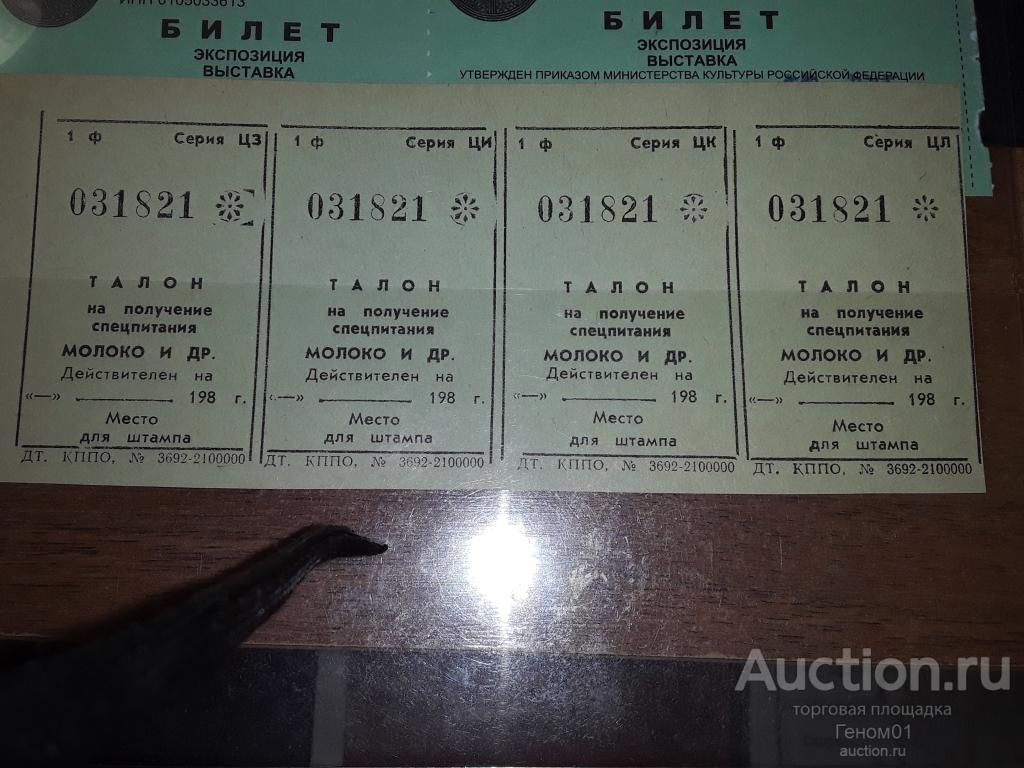 ИНН 0105033613
БИЛЕТ
ЭКСПОЗИЦИЯ
ВЫСТАВКА
БИЛЕТ
ЭКСПОЗИЦИЯ
ВЫСТАВКА
УТВЕРЖДЕН ПРИКАЗОМ МИНИСТЕРСТВА КУЛЬТУРЫ РОССИЙСКОЙ ФЕДЕРАЦИИ
1 ф Серия ЦЗ
031821
ТАЛОН
на получение
спецпитания
МОЛОКО И ДР.
Действителен на
«—» 198 г.
Место
для штампа
ДТ. КППО, № 3692-2100000
1 ф Серия ЦИ
031821
ТАЛОН
на получение
спецпитания
МОЛОКО И ДР.
Действителен на
«—» 198 г.
Место
для штампа
ДТ. КППО, № 3692-2100000
1 ф Серия ЦК
031821
ТАЛОН
на получение
спецпитания
МОЛОКО И ДР.
Действителен на
«—» 198 г.
Место
для штампа
ДТ. КППО, № 3692-2100000
1 ф Серия ЦЛ
031821
ТАЛОН
на получение
спецпитания
МОЛОКО И ДР.
Действителен на
«—» 198 г.
Место
для штампа
ДТ. КППО, № 3692-2100000
Auction.ru
торговая площадка
Геном01
auction.ru